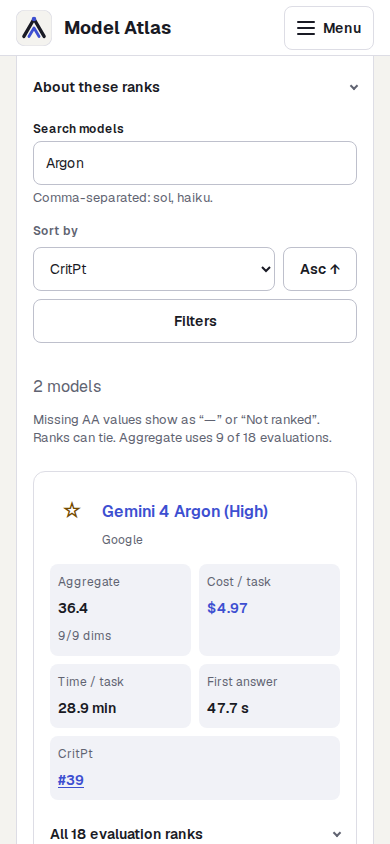 Model Atlas
Menu
About these ranks
Search models
Argon
Comma-separated: sol, haiku.
Sort by
CritPt
Asc ↑
Filters
2 models
Missing AA values show as “—” or “Not ranked”.
Ranks can tie. Aggregate uses 9 of 18 evaluations.
☆ Gemini 4 Argon (High)
Google
Aggregate
36.4
9/9 dims
Cost / task
$4.97
Time / task
28.9 min
First answer
47.7 s
CritPt
#39
All 18 evaluation ranks